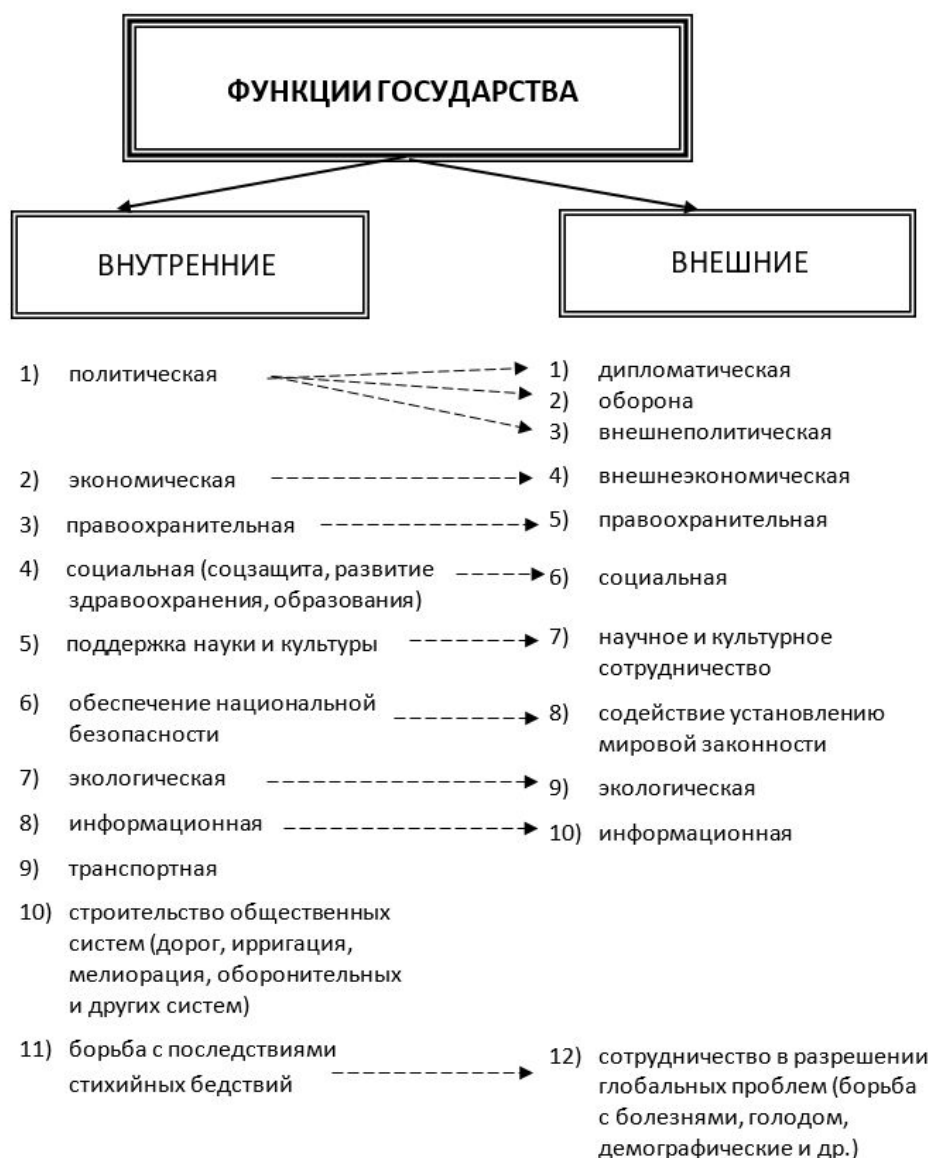 ФУНКЦИИ ГОСУДАРСТВА
ВНУТРЕННИЕ
ВНЕШНИЕ
1) политическая
2) экономическая
3) правоохранительная
4) социальная (соцзащита, развитие
здравоохранения, образования)
5) поддержка науки и культуры
6) обеспечение национальной
безопасности
7) экологическая
8) информационная
9) транспортная
10) строительство общественных
систем (дорог, ирригация,
мелиорация, оборонительных
и других систем)
11) борьба с последствиями
стихийных бедствий
1) дипломатическая
2) оборона
3) внешнеполитическая
4) внешнеэкономическая
5) правоохранительная
6) социальная
7) научное и культурное
сотрудничество
8) содействие установлению
мировой законности
9) экологическая
10) информационная
12) сотрудничество в разрешении
глобальных проблем (борьба
с болезнями, голодом,
демографические и др.)